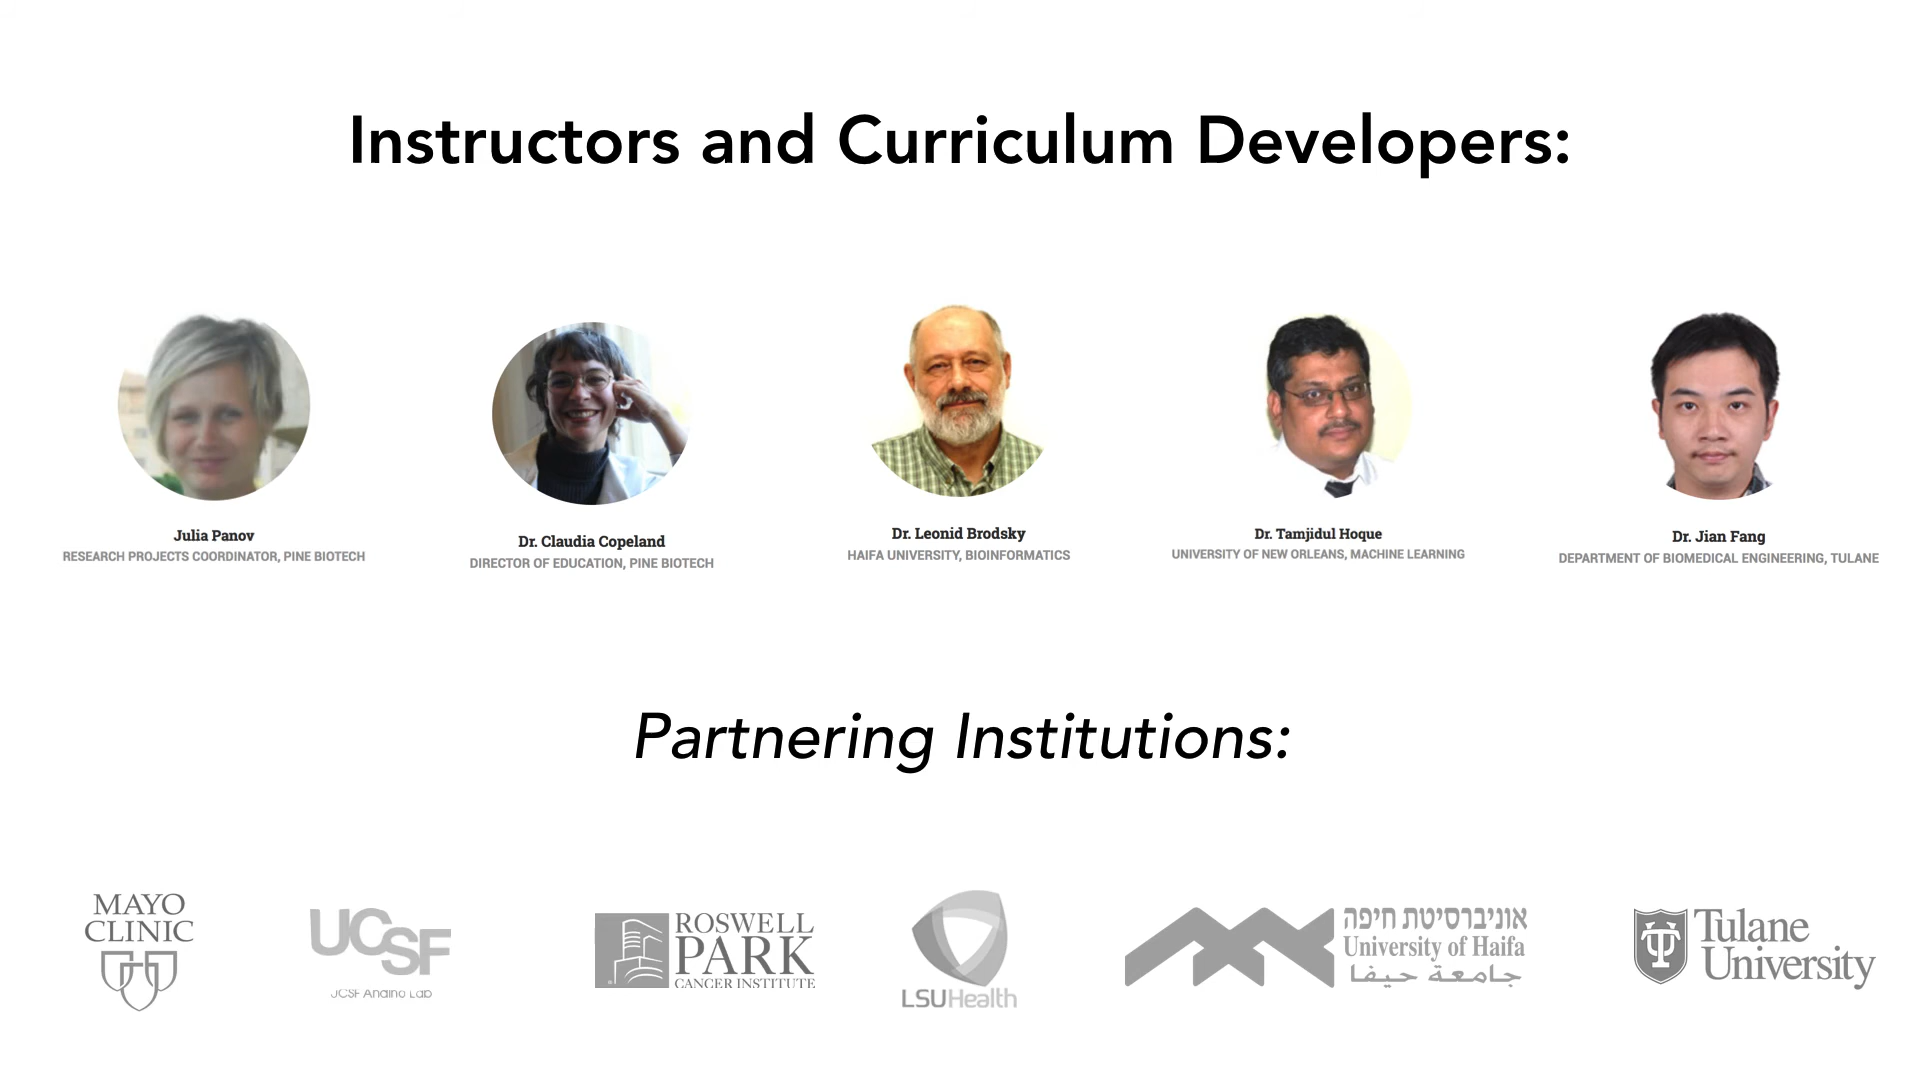 Instructors and Curriculum Developers:
Julia Panov
RESEARCH PROJECTS COORDINATOR, PINE BIOTECH
Dr. Claudia Copeland
DIRECTOR OF EDUCATION, PINE BIOTECH
Dr. Leonid Brodsky
HAIFA UNIVERSITY, BIOINFORMATICS
Dr. Tamjidul Hoque
UNIVERSITY OF NEW ORLEANS, MACHINE LEARNING
Dr. Jian Fang
DEPARTMENT OF BIOMEDICAL ENGINEERING, TULANE
Partnering Institutions:
MAYO
CLINIC
UCSF
UCSF Andino Lab
ROSWELL
PARK
CANCER INSTITUTE
LSUHealth
אוניברסיטת חיפה
University of Haifa
جامعة حيفا
Tulane
University